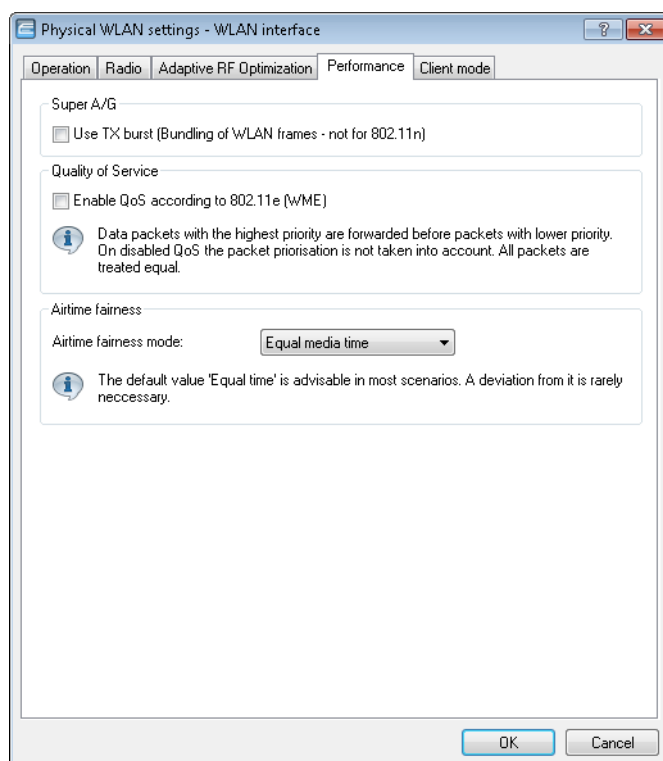 Physical WLAN settings - WLAN interface
Operation Radio Adaptive RF Optimization Performance Client mode
Super A/G
Use TX burst (Bundling of WLAN frames - not for 802.11n)
Quality of Service
Enable QoS according to 802.11e (WME)
Data packets with the highest priority are forwarded before packets with lower priority.
On disabled QoS the packet priorisation is not taken into account. All packets are
treated equal.
Airtime fairness
Airtime fairness mode: Equal media time
The default value 'Equal time' is advisable in most scenarios. A deviation from it is rarely
neccessary.
OK Cancel